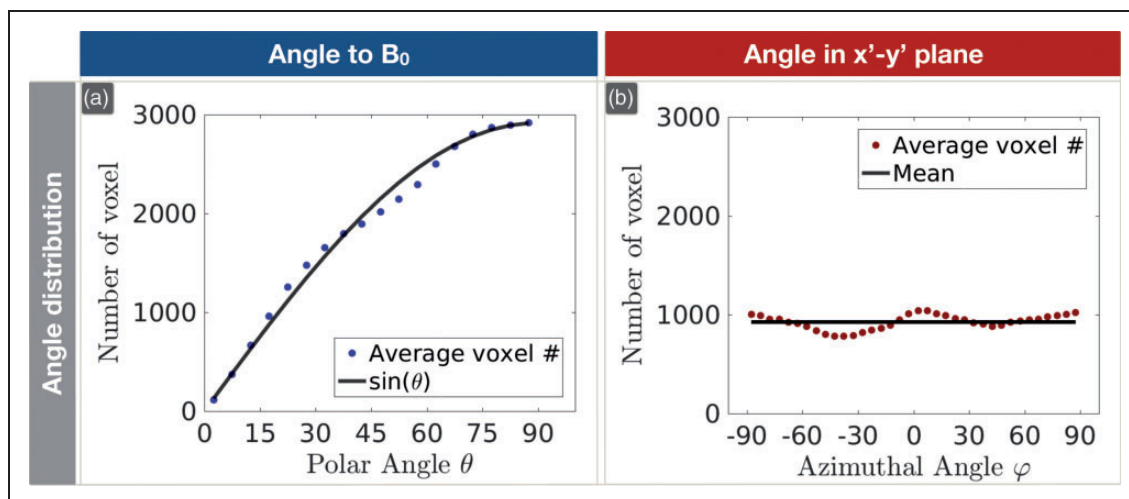 Angle to B₀
Angle in x’-y’ plane
Angle distribution
(a)
3000
2000
1000
0
Number of voxel
Average voxel #
sin(θ)
0 15 30 45 60 75 90
Polar Angle θ
(b)
3000
2000
1000
0
Number of voxel
Average voxel #
Mean
-90 -60 -30 0 30 60 90
Azimuthal Angle φ